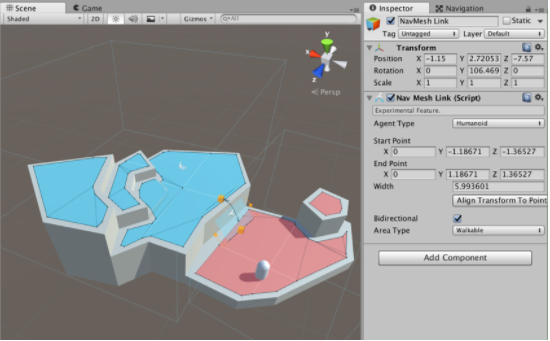 Scene
Game
Shaded
2D
Gizmos
All
y
x
z
Persp
Inspector
Navigation
NavMesh Link
Static
Tag Untagged
Layer Default
Transform
Position X -1.15 Y 2.72053 Z -7.57
Rotation X 0 Y 106.469 Z 0
Scale X 1 Y 1 Z 1
Nav Mesh Link (Script)
Experimental Feature.
Agent Type Humanoid
Start Point
X 0 Y -1.18671 Z -1.36527
End Point
X 0 Y 1.18671 Z 1.36527
Width 5.993601
Align Transform To Point
Bidirectional
Area Type Walkable
Add Component